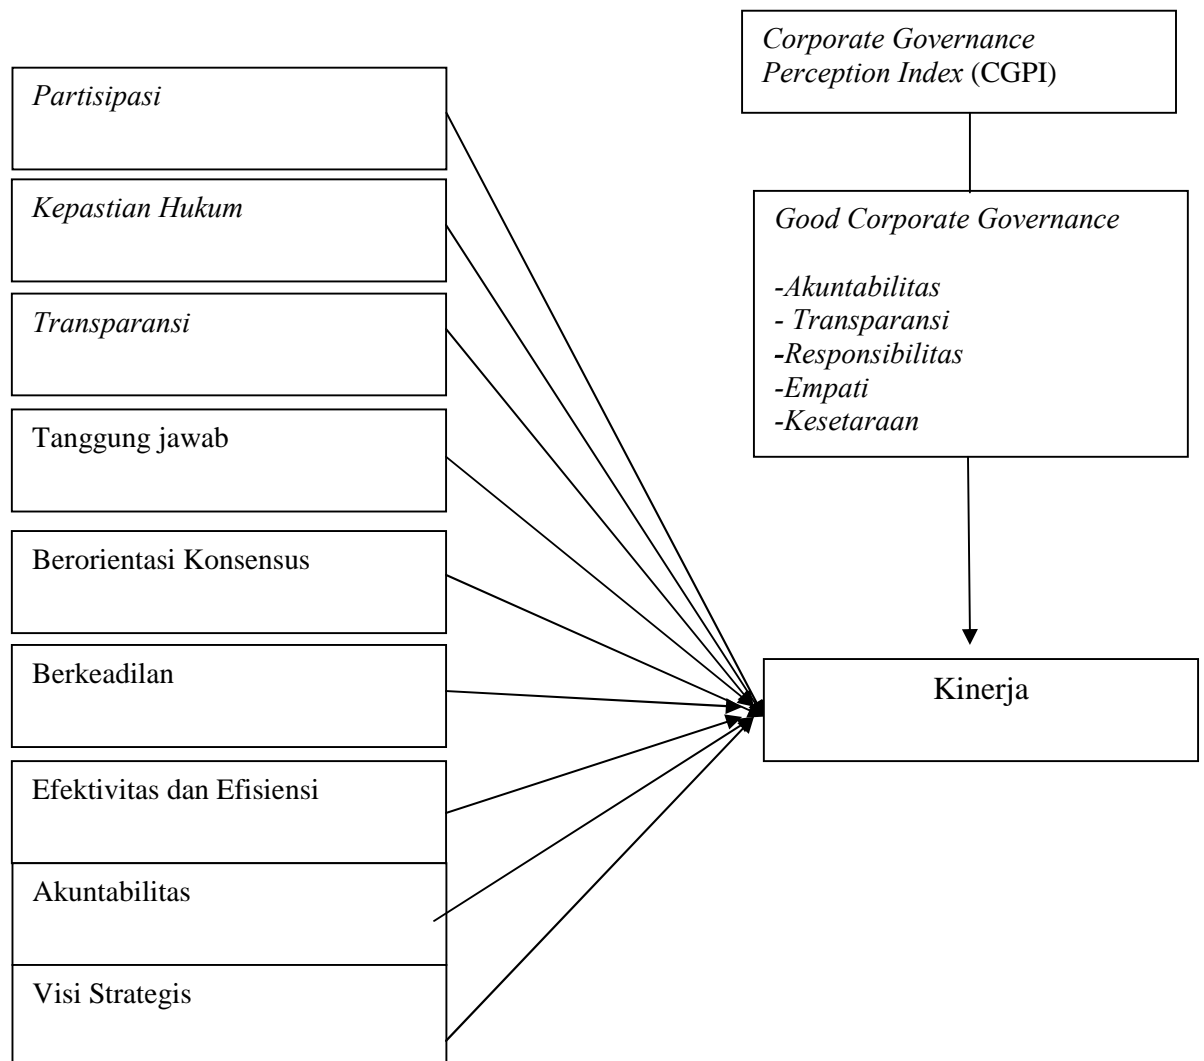 Partisipasi
Kepastian Hukum
Transparansi
Tanggung jawab
Berorientasi Konsensus
Berkeadilan
Efektivitas dan Efisiensi
Akuntabilitas
Visi Strategis
Corporate Governance
Perception Index (CGPI)
Good Corporate Governance
-Akuntabilitas
- Transparansi
-Responsibilitas
-Empati
-Kesetaraan
Kinerja